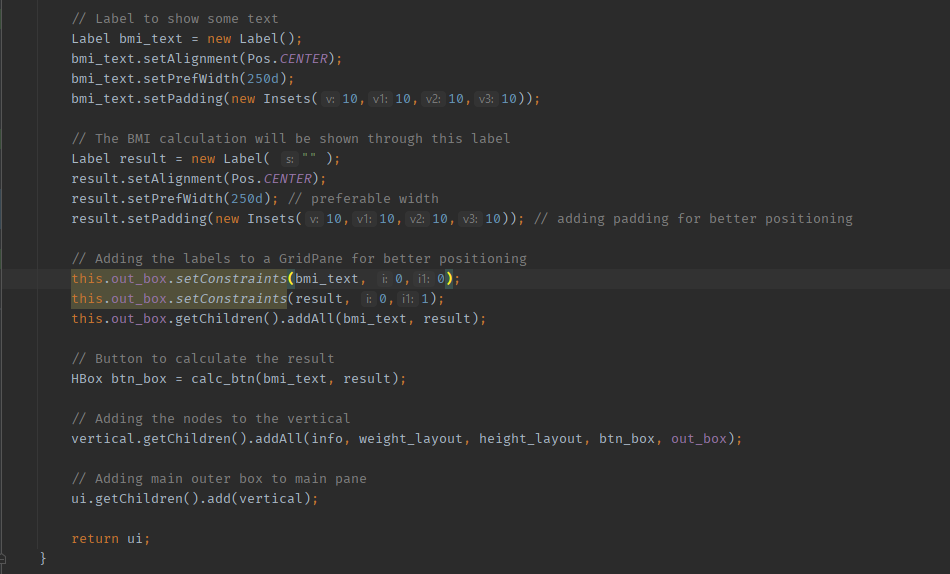 // Label to show some text
Label bmi_text = new Label();
bmi_text.setAlignment(Pos.CENTER);
bmi_text.setPrefWidth(250d);
bmi_text.setPadding(new Insets( v: 10, v1: 10, v2: 10, v3: 10));
// The BMI calculation will be shown through this label
Label result = new Label( s: "" );
result.setAlignment(Pos.CENTER);
result.setPrefWidth(250d); // preferable width
result.setPadding(new Insets( v: 10, v1: 10, v2: 10, v3: 10)); // adding padding for better positioning
// Adding the labels to a GridPane for better positioning
this.out_box.setConstraints(bmi_text, i: 0, i1: 0);
this.out_box.setConstraints(result, i: 0, i1: 1);
this.out_box.getChildren().addAll(bmi_text, result);
// Button to calculate the result
HBox btn_box = calc_btn(bmi_text, result);
// Adding the nodes to the vertical
vertical.getChildren().addAll(info, weight_layout, height_layout, btn_box, out_box);
// Adding main outer box to main pane
ui.getChildren().add(vertical);
return ui;
}